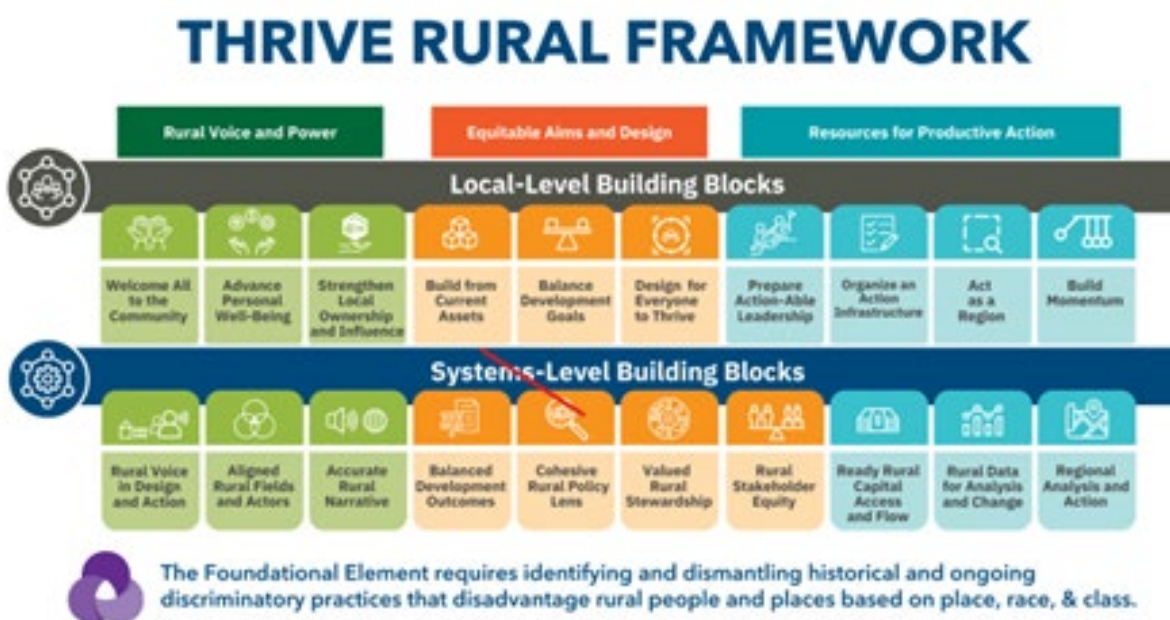 THRIVE RURAL FRAMEWORK
Rural Voice and Power
Equitable Aims and Design
Resources for Productive Action
Local-Level Building Blocks
Welcome All
to the
Community
Advance
Personal
Well-Being
Strengthen
Local
Ownership
and Influence
Build from
Current
Assets
Balance
Development
Goals
Design for
Everyone
to Thrive
Prepare
Action-Able
Leadership
Organize an
Action
Infrastructure
Act
as a
Region
Build
Momentum
Systems-Level Building Blocks
Rural Voice
in Design
and Action
Aligned
Rural Fields
and Actors
Accurate
Rural
Narrative
Balanced
Development
Outcomes
Cohesive
Rural Policy
Lens
Valued
Rural
Stewardship
Rural
Stakeholder
Equity
Ready Rural
Capital
Access
and Flow
Rural Data
for Analysis
and Change
Regional
Analysis and
Action
The Foundational Element requires identifying and dismantling historical and ongoing
discriminatory practices that disadvantage rural people and places based on place, race, & class.